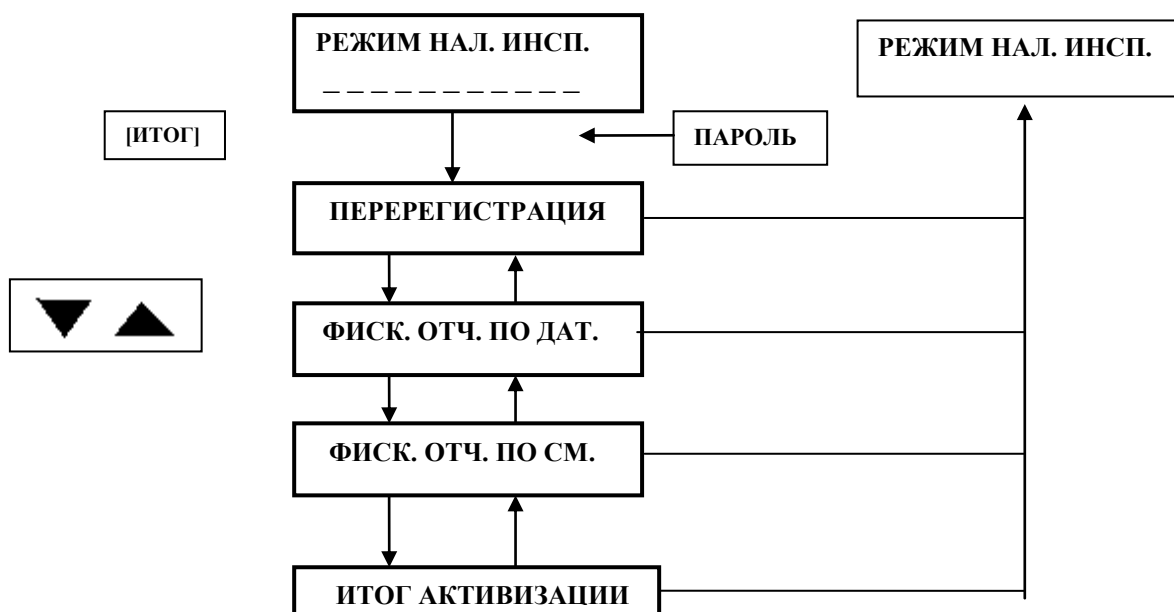 РЕЖИМ НАЛ. ИНСП.
_ _ _ _ _ _ _ _ _ _ _
РЕЖИМ НАЛ. ИНСП.
[ИТОГ]
ПАРОЛЬ
ПЕРЕРЕГИСТРАЦИЯ
ФИСК. ОТЧ. ПО ДАТ.
ФИСК. ОТЧ. ПО СМ.
ИТОГ АКТИВИЗАЦИИ